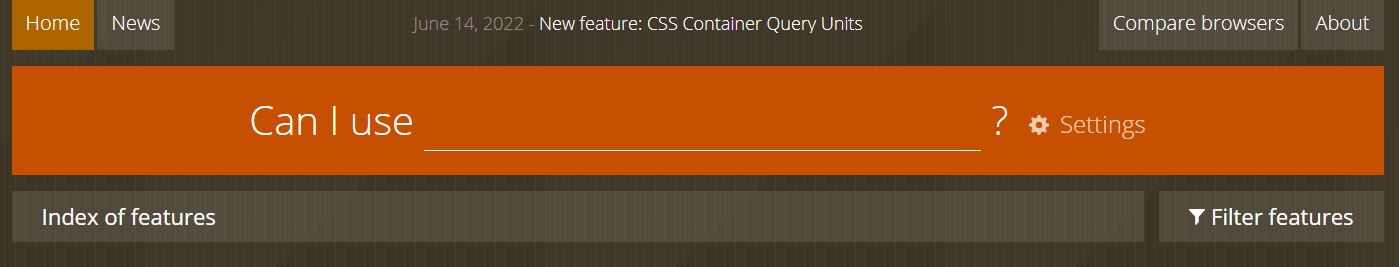 Home News June 14, 2022 - New feature: CSS Container Query Units Compare browsers About
Can I use ? Settings
Index of features Filter features